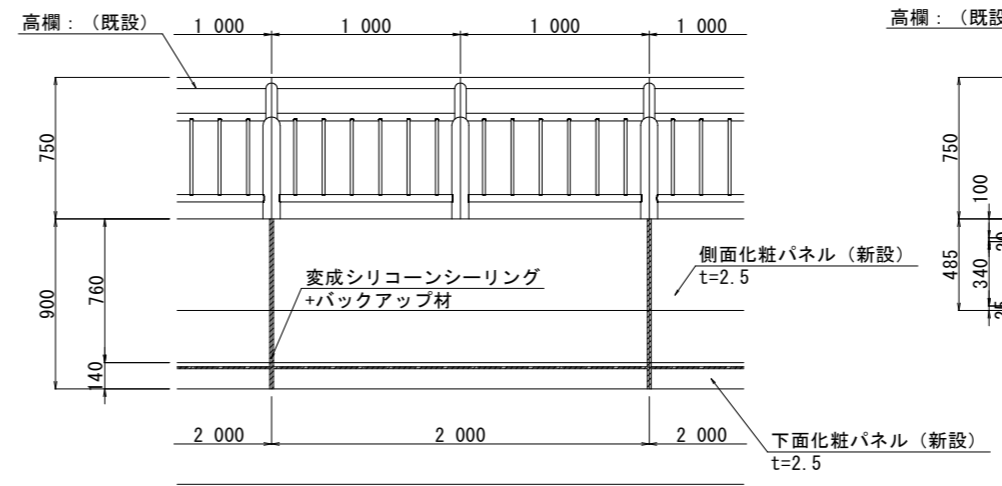 高欄：（既設）
1 000
1 000
1 000
1 000
高欄：（既設
750
900
760
140
変成シリコーンシーリング
+バックアップ材
側面化粧パネル（新設）
t=2.5
下面化粧パネル（新設）
t=2.5
2 000
2 000
2 000
750
485
100
340